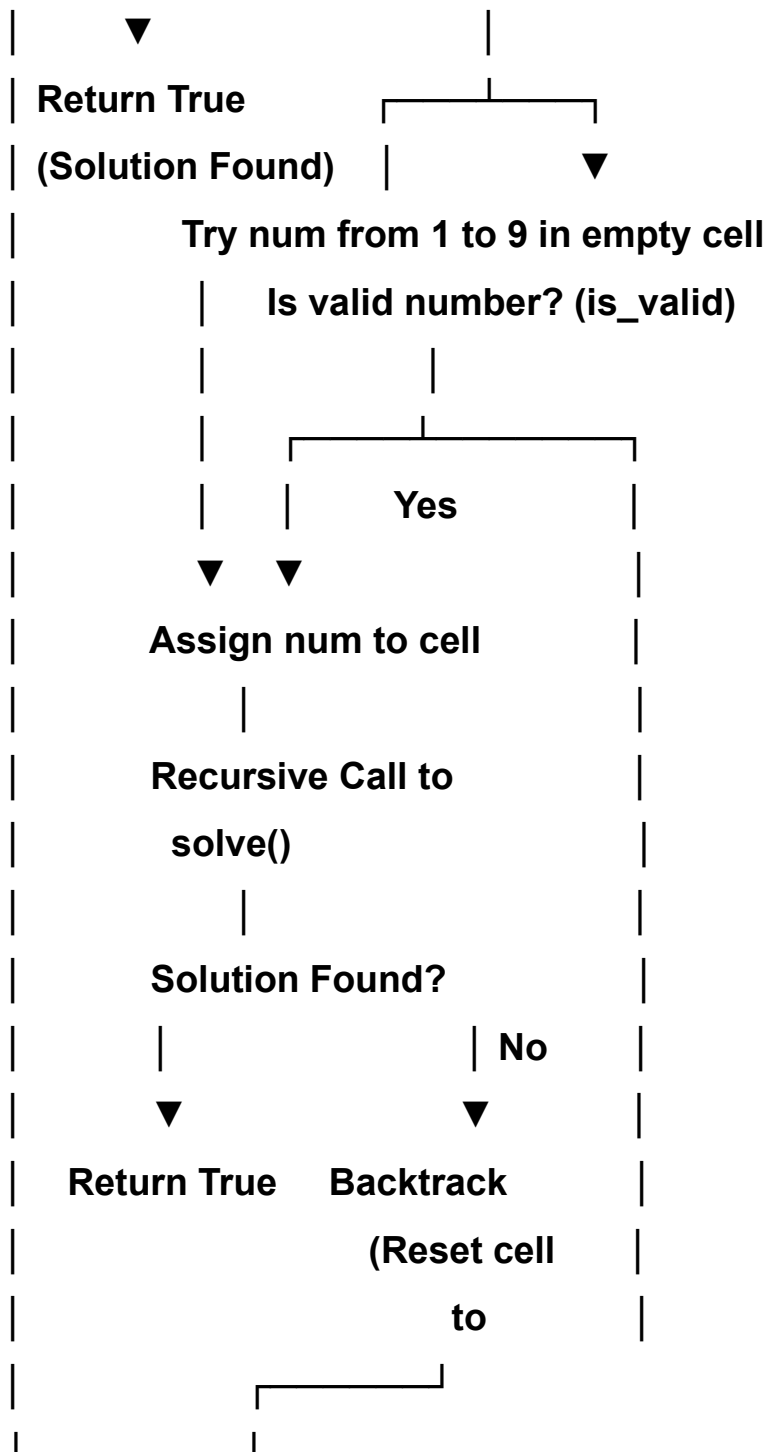 Return True
(Solution Found)
Try num from 1 to 9 in empty cell
Is valid number? (is_valid)
Yes
Assign num to cell
Recursive Call to
solve()
Solution Found?
No
Return True Backtrack
(Reset cell
to